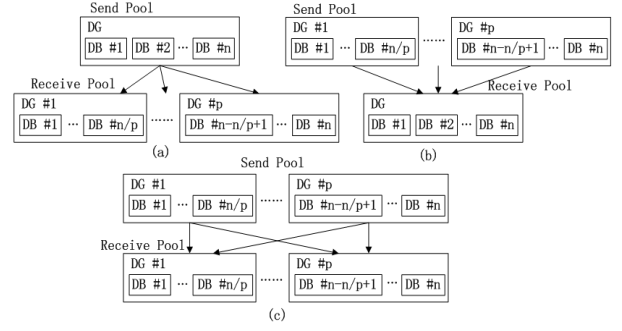 Send Pool
DG
DB #1 DB #2 ··· DB #n
Receive Pool
DG #1
DB #1 ··· DB #n/p
······
DG #p
DB #n-n/p+1 ··· DB #n
(a)
Send Pool
DG #1
DB #1 ··· DB #n/p
······
DG #p
DB #n-n/p+1 ··· DB #n
Receive Pool
DG
DB #1 DB #2 ··· DB #n
(b)
Send Pool
DG #1
DB #1 ··· DB #n/p
······
DG #p
DB #n-n/p+1 ··· DB #n
Receive Pool
DG #1
DB #1 ··· DB #n/p
······
DG #p
DB #n-n/p+1 ··· DB #n
(c)